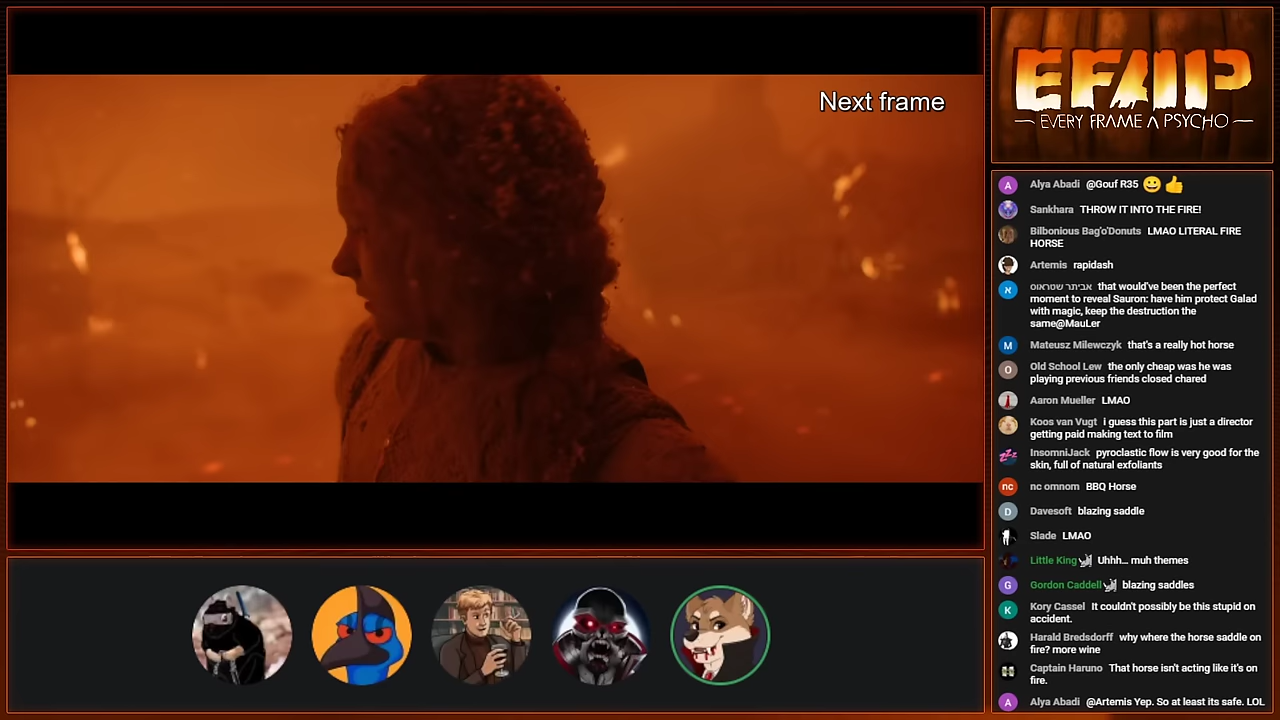 Next frame
EFAP
EVERY FRAME A PSYCHO
A Alya Abadi @Gouf R35 😀 👍
Sankhara THROW IT INTO THE FIRE!
Bilbonious Bag'o'Donuts LMAO LITERAL FIRE
HORSE
Artemis rapidash
א אביתר שטראוס that would've been the perfect
moment to reveal Sauron: have him protect Galad
with magic, keep the destruction the
same@MauLer
M Mateusz Milewczyk that's a really hot horse
O Old School Lew the only cheap was he was
playing previous friends closed chared
Aaron Mueller LMAO
Koos van Vugt i guess this part is just a director
getting paid making text to film
InsomniJack pyroclastic flow is very good for the
skin, full of natural exfoliants
nc nc omnom BBQ Horse
D Davesoft blazing saddle
Slade LMAO
Little King Uhhh... muh themes
G Gordon Caddell blazing saddles
K Kory Cassel It couldn't possibly be this stupid on
accident.
Harald Bredsdorff why where the horse saddle on
fire? more wine
Captain Haruno That horse isn't acting like it's on
fire.
A Alya Abadi @Artemis Yep. So at least its safe. LOL